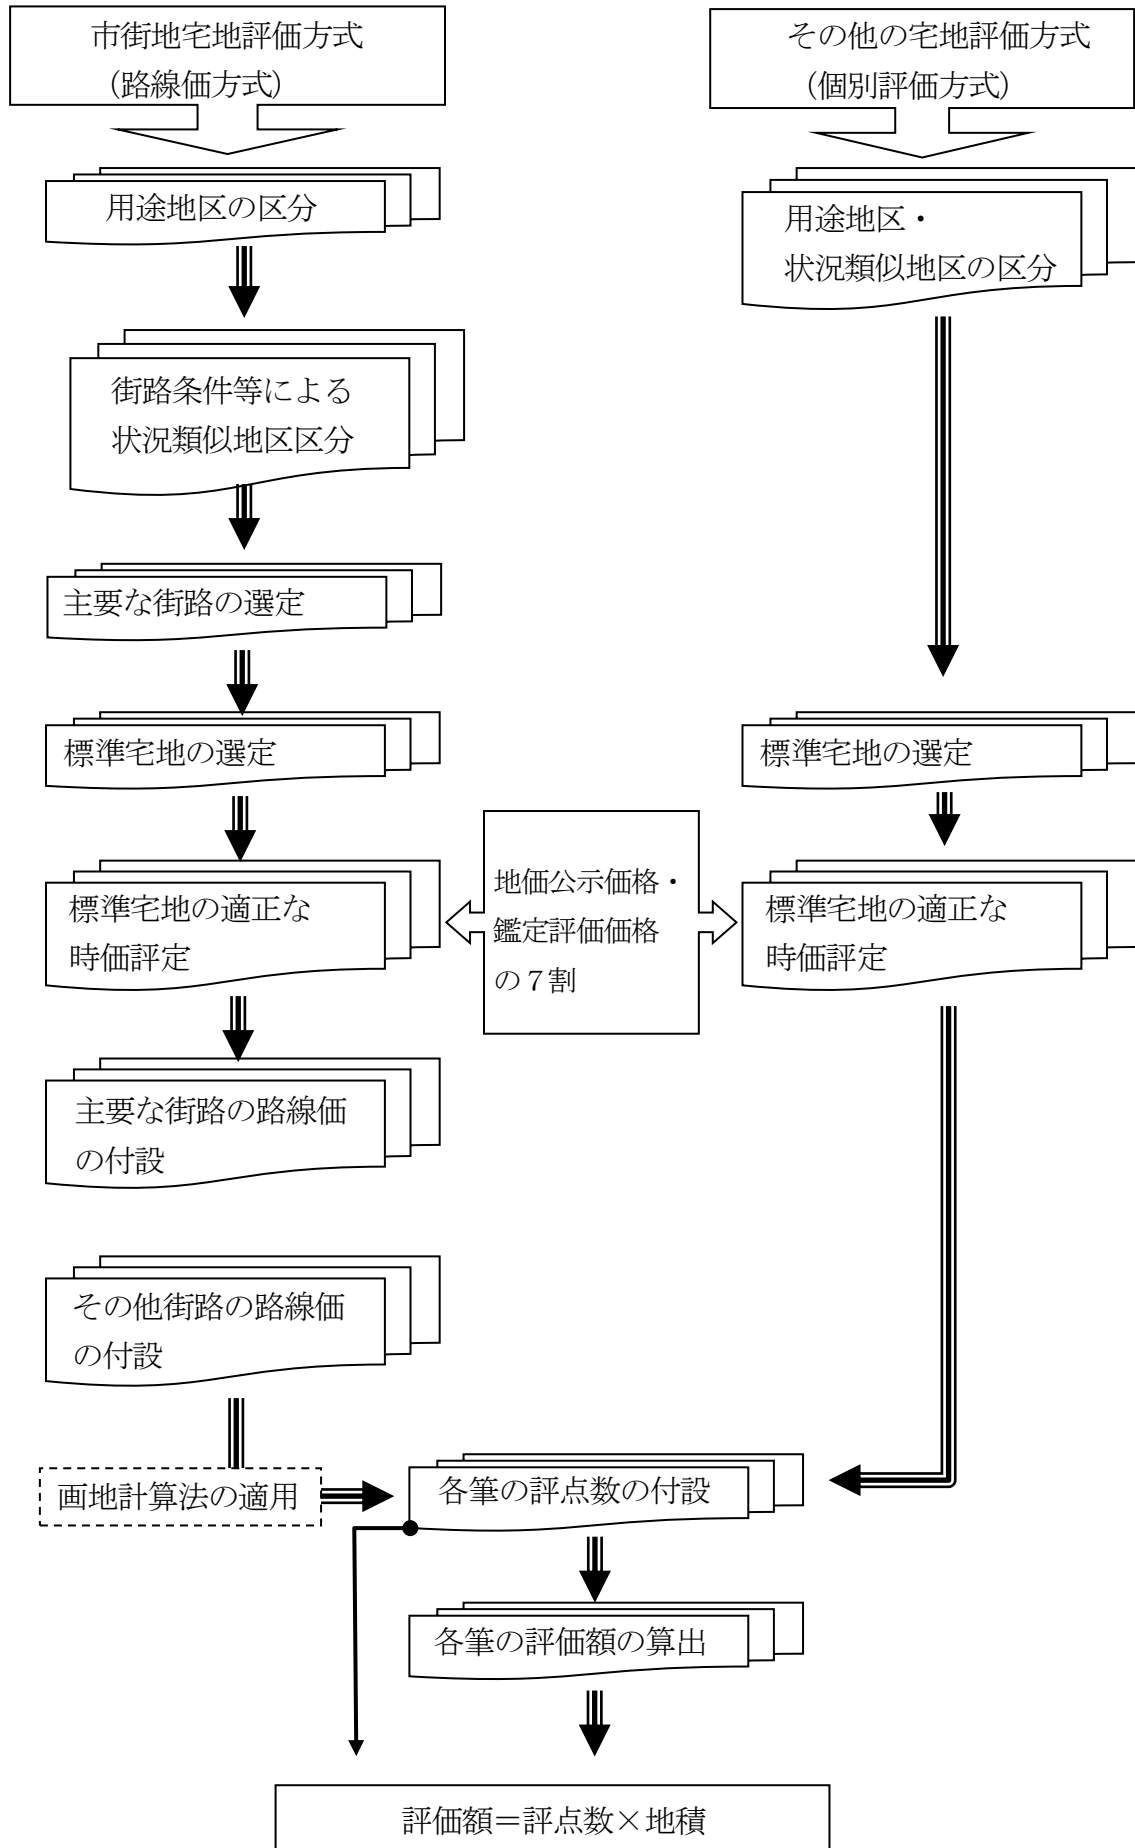 市街地宅地評価方式
（路線価方式）
用途地区の区分
街路条件等による
状況類似地区区分
主要な街路の選定
標準宅地の選定
標準宅地の適正な
時価評定
主要な街路の路線価
の付設
その他街路の路線価
の付設
画地計算法の適用
地価公示価格・
鑑定評価価格
の７割
その他の宅地評価方式
（個別評価方式）
用途地区・
状況類似地区の区分
標準宅地の選定
標準宅地の適正な
時価評定
各筆の評点数の付設
各筆の評価額の算出
評価額＝評点数×地積